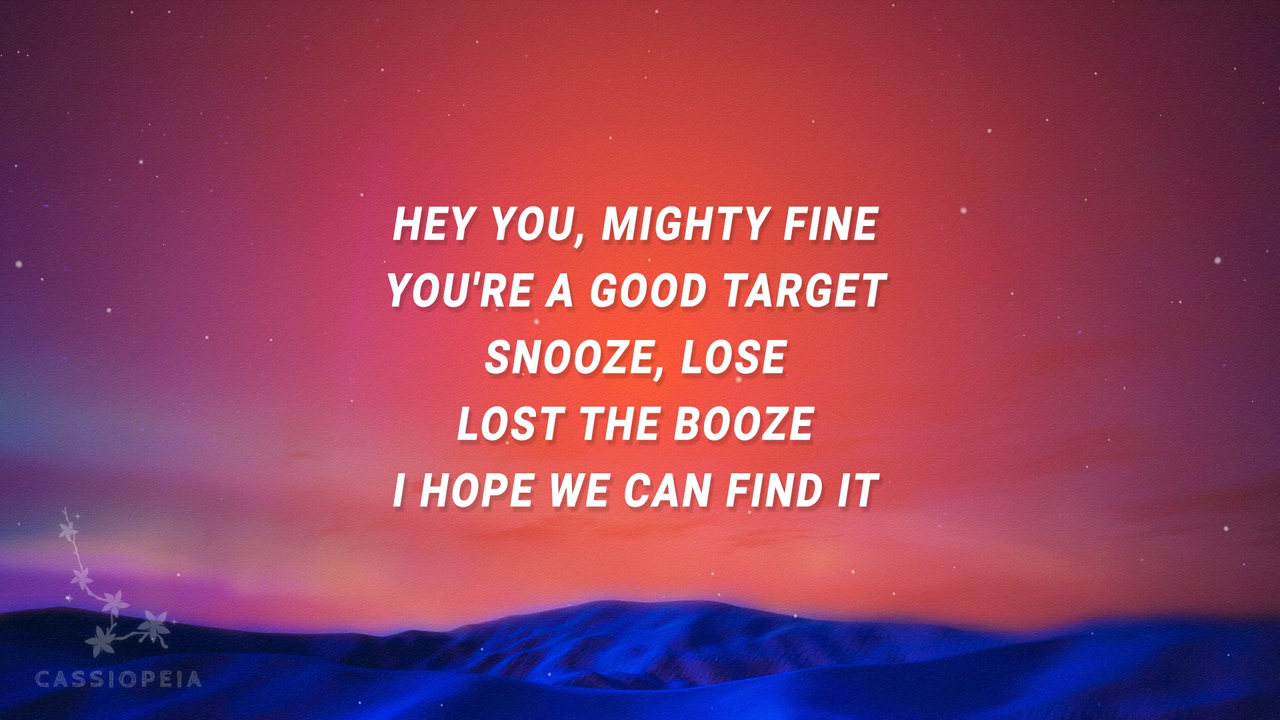 HEY YOU, MIGHTY FINE
YOU'RE A GOOD TARGET
SNOOZE, LOSE
LOST THE BOOZE
I HOPE WE CAN FIND IT
CASSIOPEIA